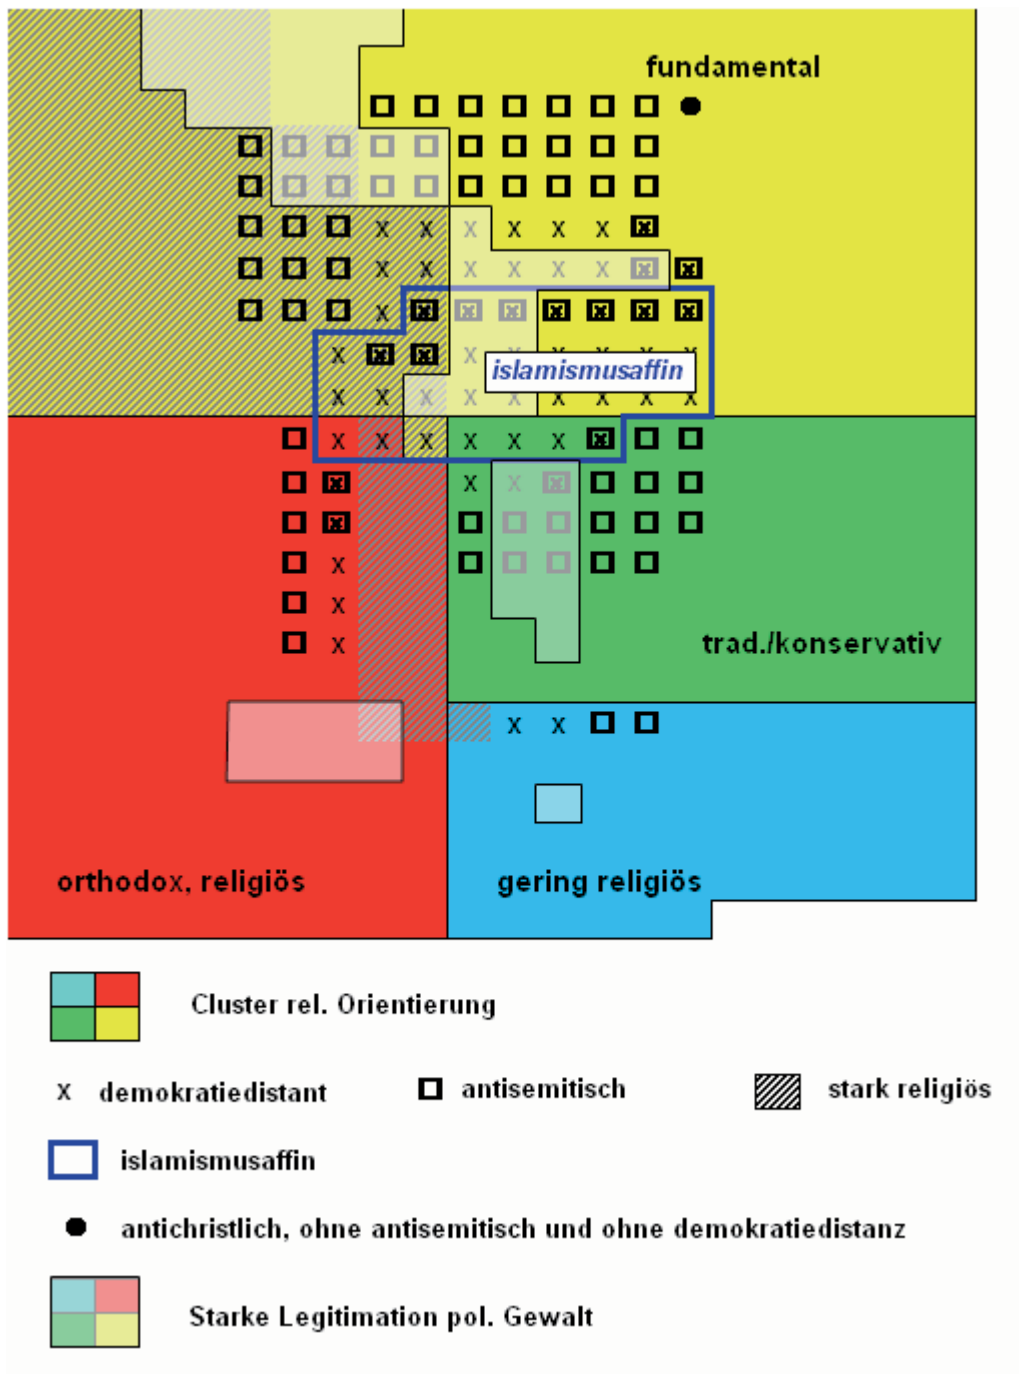 fundamental
islamismusaffin
trad./konservativ
orthodox, religiös
gering religiös
Cluster rel. Orientierung
x demokratiedistant
antisemitisch
stark religiös
islamismusaffin
antichristlich, ohne antisemitisch und ohne demokratiedistanz
Starke Legitimation pol. Gewalt